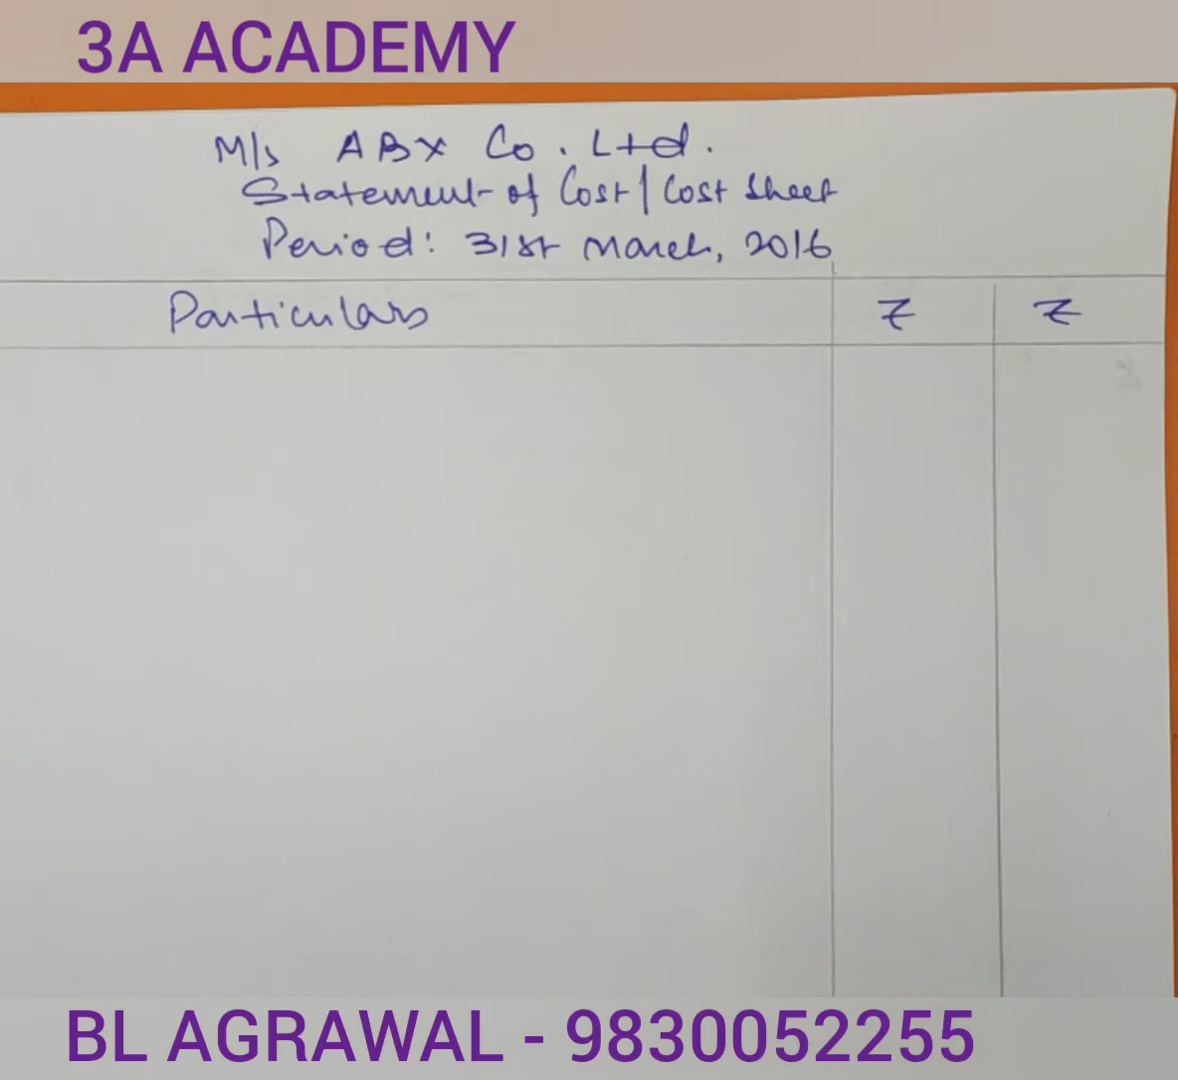 3A ACADEMY
M/s ABX Co. Ltd.
Statement of Cost/Cost Sheet
Period: 31st March, 2016
Particulars ₹ ₹
BL AGRAWAL - 9830052255